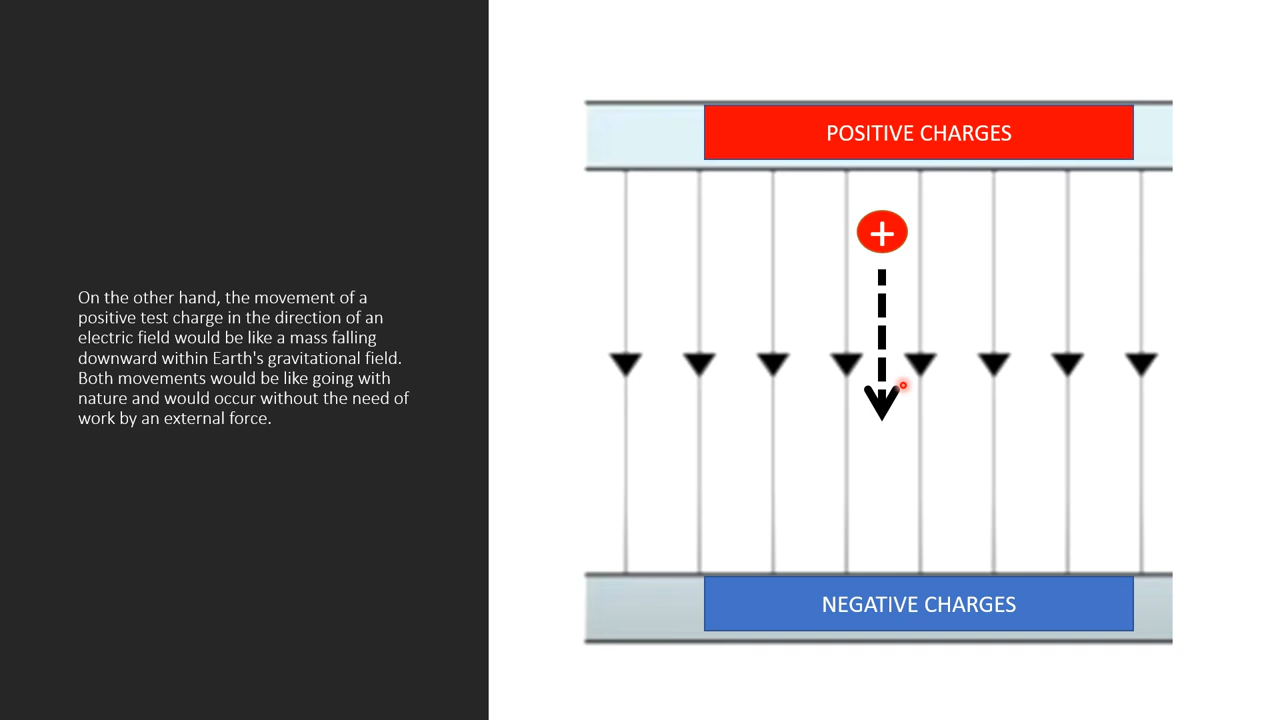 On the other hand, the movement of a
positive test charge in the direction of an
electric field would be like a mass falling
downward within Earth's gravitational field.
Both movements would be like going with
nature and would occur without the need of
work by an external force.
POSITIVE CHARGES
+
NEGATIVE CHARGES